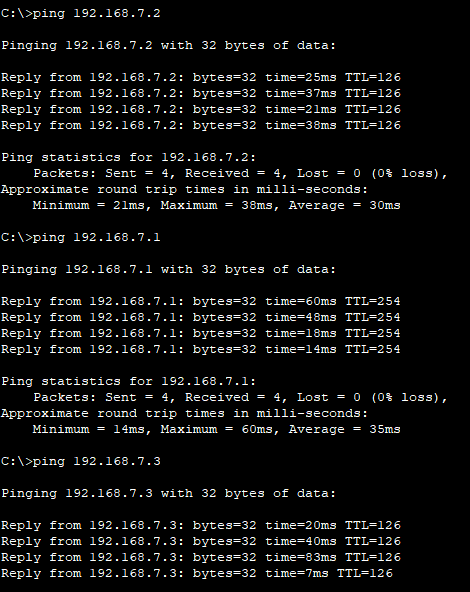 C:\>ping 192.168.7.2
Pinging 192.168.7.2 with 32 bytes of data:
Reply from 192.168.7.2: bytes=32 time=25ms TTL=126
Reply from 192.168.7.2: bytes=32 time=37ms TTL=126
Reply from 192.168.7.2: bytes=32 time=21ms TTL=126
Reply from 192.168.7.2: bytes=32 time=38ms TTL=126
Ping statistics for 192.168.7.2:
    Packets: Sent = 4, Received = 4, Lost = 0 (0% loss),
Approximate round trip times in milli-seconds:
    Minimum = 21ms, Maximum = 38ms, Average = 30ms
C:\>ping 192.168.7.1
Pinging 192.168.7.1 with 32 bytes of data:
Reply from 192.168.7.1: bytes=32 time=60ms TTL=254
Reply from 192.168.7.1: bytes=32 time=48ms TTL=254
Reply from 192.168.7.1: bytes=32 time=18ms TTL=254
Reply from 192.168.7.1: bytes=32 time=14ms TTL=254
Ping statistics for 192.168.7.1:
    Packets: Sent = 4, Received = 4, Lost = 0 (0% loss),
Approximate round trip times in milli-seconds:
    Minimum = 14ms, Maximum = 60ms, Average = 35ms
C:\>ping 192.168.7.3
Pinging 192.168.7.3 with 32 bytes of data:
Reply from 192.168.7.3: bytes=32 time=20ms TTL=126
Reply from 192.168.7.3: bytes=32 time=40ms TTL=126
Reply from 192.168.7.3: bytes=32 time=83ms TTL=126
Reply from 192.168.7.3: bytes=32 time=7ms TTL=126